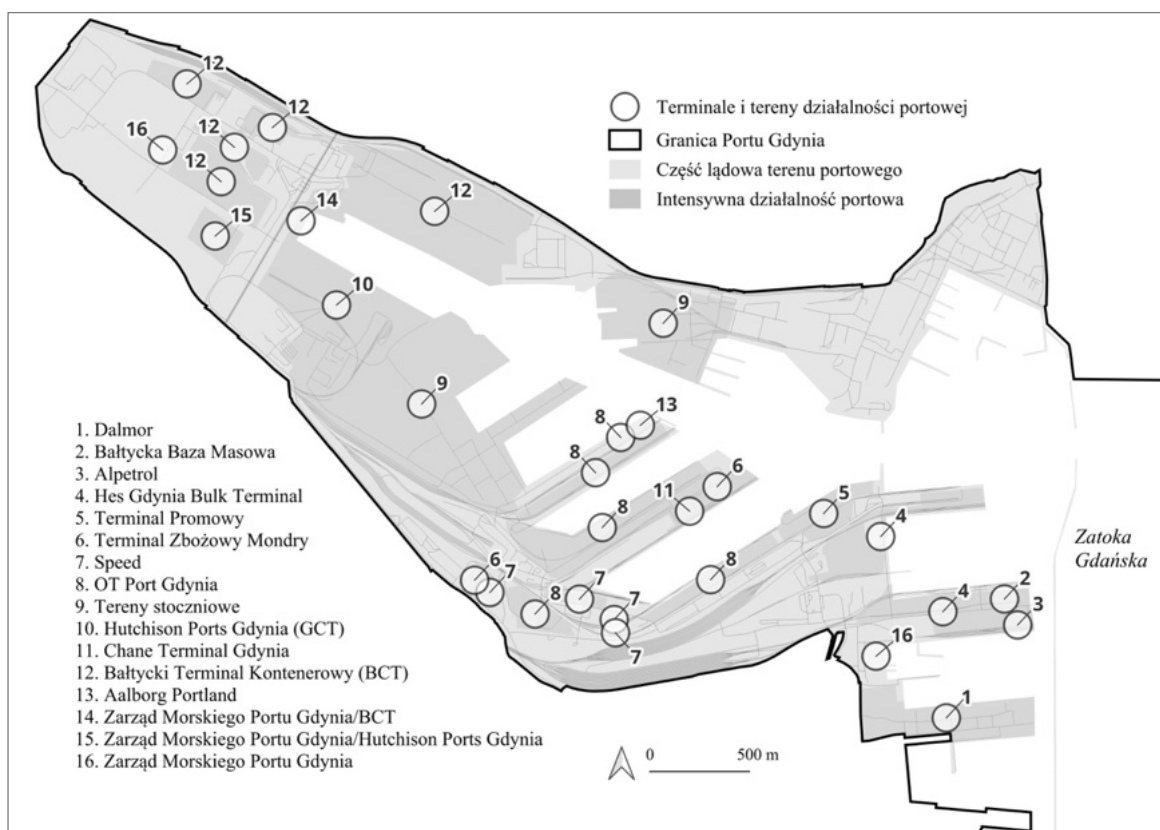 12
12
16
12
12
15
14
12
10
9
9
8
13
8
6
11
8
5
4
6
7
8
7
7
7
8
4
2
3
16
1
Terminale i tereny działalności portowej
Granica Portu Gdynia
Część lądowa terenu portowego
Intensywna działalność portowa
1. Dalmor
2. Bałtycka Baza Masowa
3. Alpetrol
4. Hes Gdynia Bulk Terminal
5. Terminal Promowy
6. Terminal Zbożowy Mondry
7. Speed
8. OT Port Gdynia
9. Tereny stoczniowe
10. Hutchison Ports Gdynia (GCT)
11. Chane Terminal Gdynia
12. Bałtycki Terminal Kontenerowy (BCT)
13. Aalborg Portland
14. Zarząd Morskiego Portu Gdynia/BCT
15. Zarząd Morskiego Portu Gdynia/Hutchison Ports Gdynia
16. Zarząd Morskiego Portu Gdynia
Zatoka
Gdańska
0 500 m